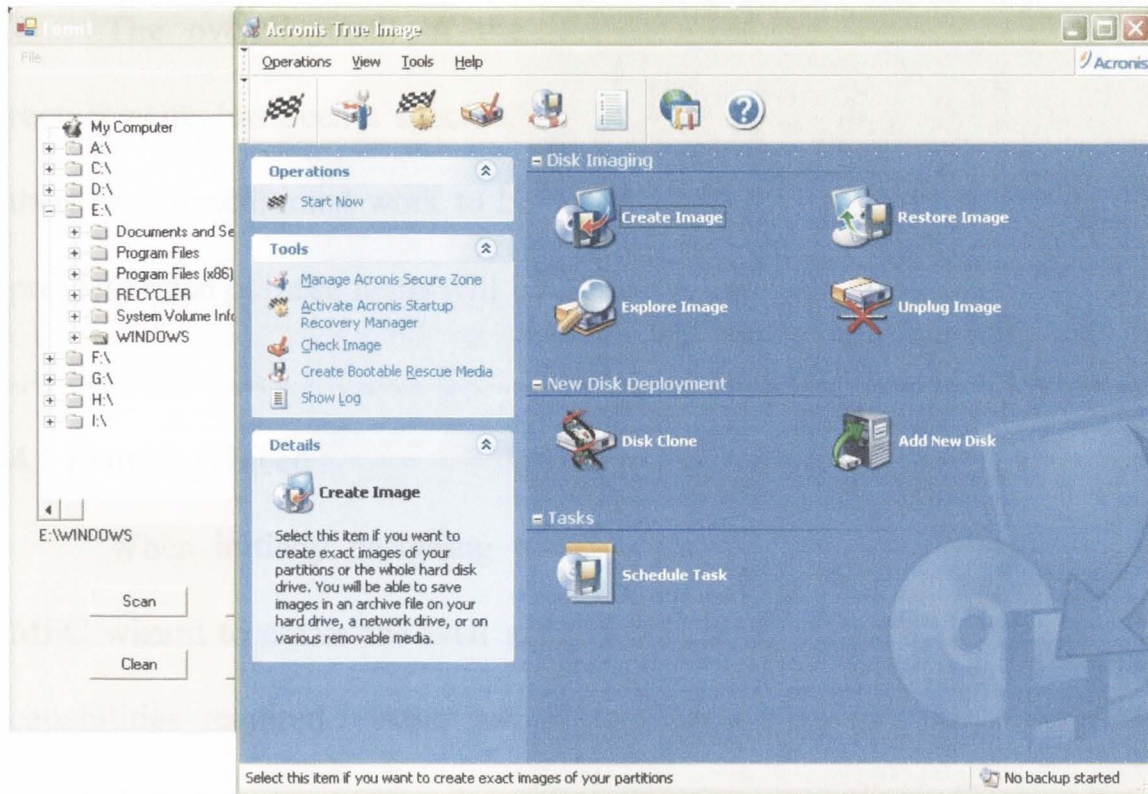 Form1
File
My Computer
A:\
C:\
D:\
E:\
Documents and Se
Program Files
Program Files (x86)
RECYCLER
System Volume Info
WINDOWS
F:\
G:\
H:\
I:\
E:\WINDOWS
Scan
Clean
Acronis True Image
Operations View Tools Help
Acronis
Operations
Start Now
Tools
Manage Acronis Secure Zone
Activate Acronis Startup
Recovery Manager
Check Image
Create Bootable Rescue Media
Show Log
Details
Create Image
Select this item if you want to
create exact images of your
partitions or the whole hard disk
drive. You will be able to save
images in an archive file on your
hard drive, a network drive, or on
various removable media.
Disk Imaging
Create Image Restore Image
Explore Image Unplug Image
New Disk Deployment
Disk Clone Add New Disk
Tasks
Schedule Task
Select this item if you want to create exact images of your partitions No backup started